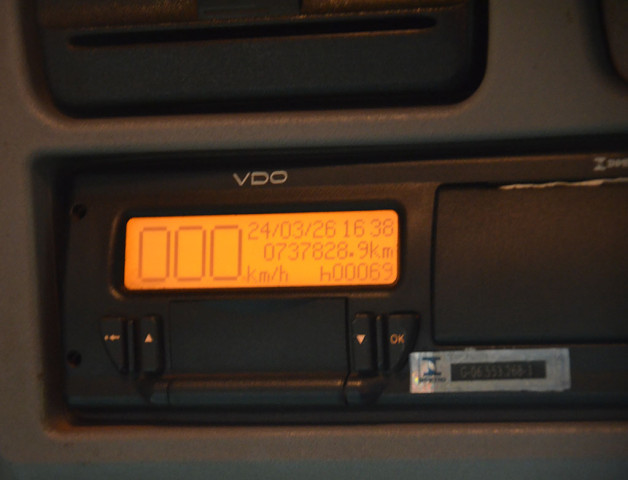 VDO
24/03/26 16 38
000
0737828.9km
km/h h00069
OK